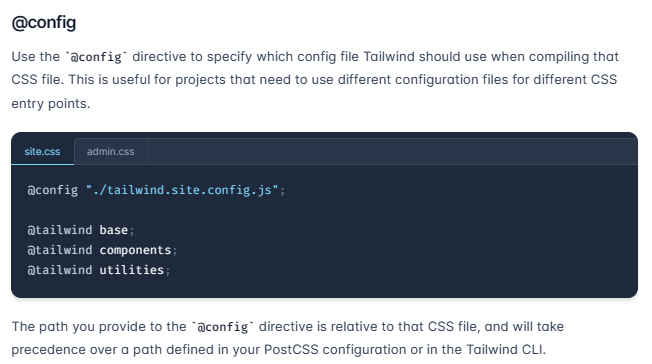 @config
Use the `@config` directive to specify which config file Tailwind should use when compiling that
CSS file. This is useful for projects that need to use different configuration files for different CSS
entry points.
site.css admin.css
@config "./tailwind.site.config.js";
@tailwind base;
@tailwind components;
@tailwind utilities;
The path you provide to the `@config` directive is relative to that CSS file, and will take
precedence over a path defined in your PostCSS configuration or in the Tailwind CLI.